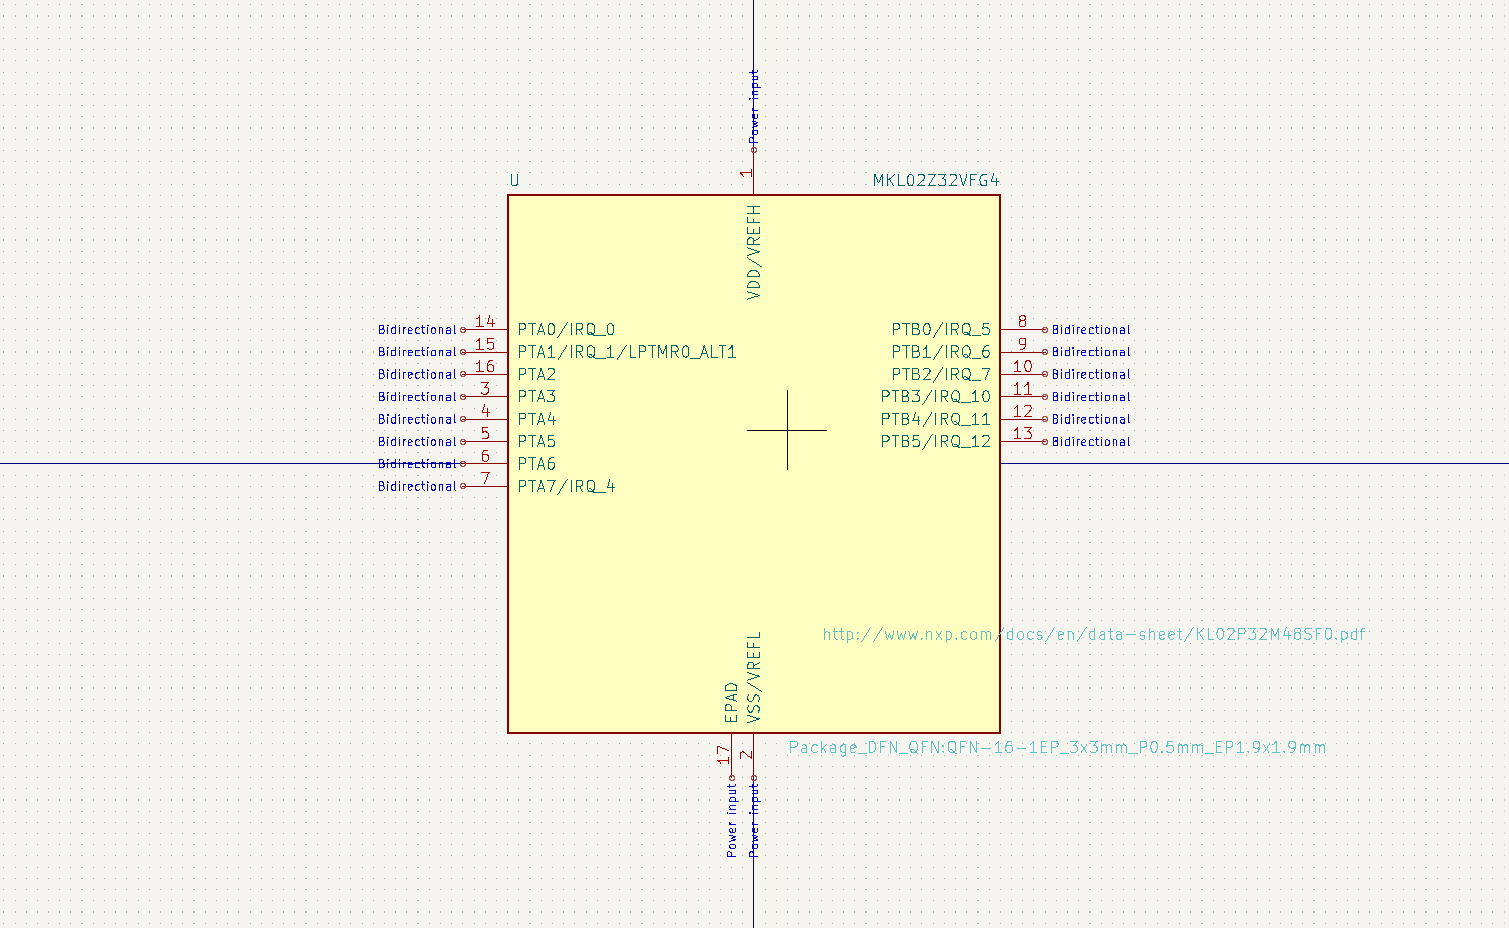 Power input
1
U
MKL02Z32VFG4
VDD/VREFH
Bidirectional 14 PTA0/IRQ_0
PTB0/IRQ_5 8 Bidirectional
Bidirectional 15 PTA1/IRQ_1/LPTMR0_ALT1
PTB1/IRQ_6 9 Bidirectional
Bidirectional 16 PTA2
PTB2/IRQ_7 10 Bidirectional
Bidirectional 3 PTA3
PTB3/IRQ_10 11 Bidirectional
Bidirectional 4 PTA4
PTB4/IRQ_11 12 Bidirectional
Bidirectional 5 PTA5
PTB5/IRQ_12 13 Bidirectional
Bidirectional 6 PTA6
Bidirectional 7 PTA7/IRQ_4
http://www.nxp.com/docs/en/data-sheet/KL02P32M48SF0.pdf
EPAD
VSS/VREFL
Package_DFN_QFN:QFN-16-1EP_3x3mm_P0.5mm_EP1.9x1.9mm
17
2
Power input
Power input